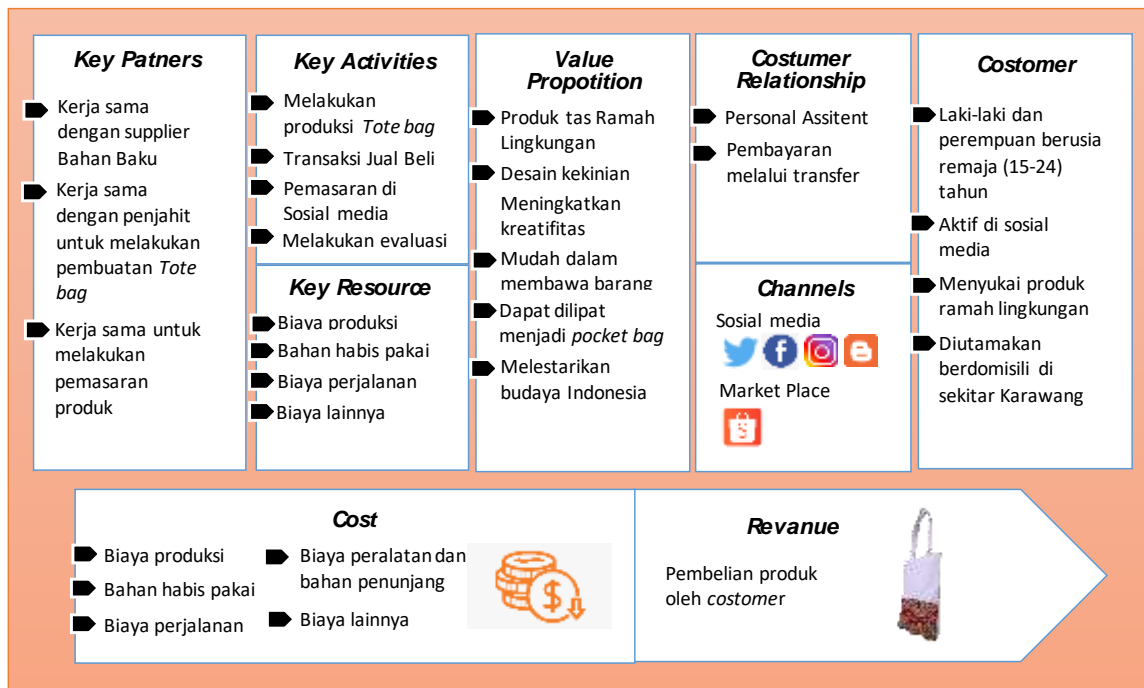 Key Patners
Kerja sama
dengan supplier
Bahan Baku
Kerja sama
dengan penjahit
untuk melakukan
pembuatan Tote
bag
Kerja sama untuk
melakukan
pemasaran
produk
Key Activities
Melakukan
produksi Tote bag
Transaksi Jual Beli
Pemasaran di
Sosial media
Melakukan evaluasi
Key Resource
Biaya produksi
Bahan habis pakai
Biaya perjalanan
Biaya lainnya
Value
Propotition
Produk tas Ramah
Lingkungan
Desain kekinian
Meningkatkan
kreatifitas
Mudah dalam
membawa barang
Dapat dilipat
menjadi pocket bag
Melestarikan
budaya Indonesia
Costumer
Relationship
Personal Assitent
Pembayaran
melalui transfer
Channels
Sosial media
Market Place
Costomer
Laki-laki dan
perempuan berusia
remaja (15-24)
tahun
Aktif di sosial
media
Menyukai produk
ramah lingkungan
Diutamakan
berdomisili di
sekitar Karawang
Cost
Biaya produksi
Bahan habis pakai
Biaya perjalanan
Biaya peralatan dan
bahan penunjang
Biaya lainnya
$
Revanue
Pembelian produk
oleh costomer